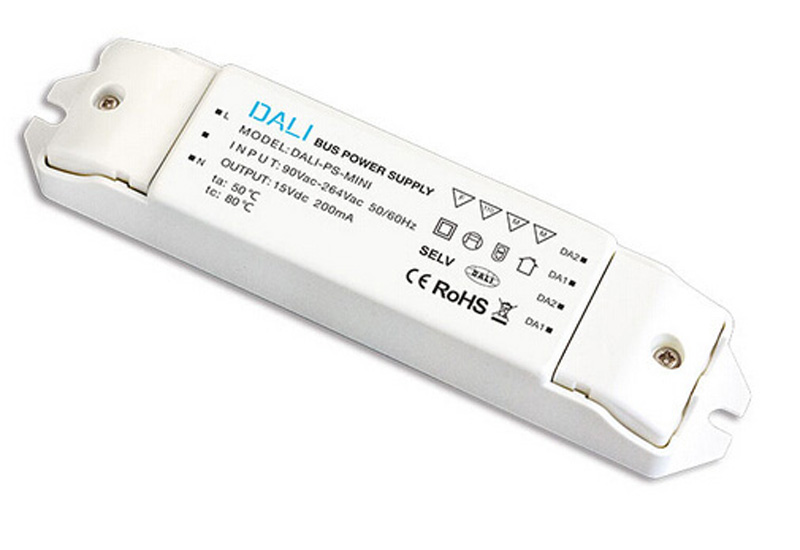 L
N
DALI BUS POWER SUPPLY
MODEL: DALI-PS-MINI
INPUT: 90Vac-264Vac 50/60Hz
OUTPUT: 15Vdc 200mA
ta: 50℃
tc: 80℃
F M M
SELV
DALI
CE RoHS
DA2
DA1
DA2
DA1